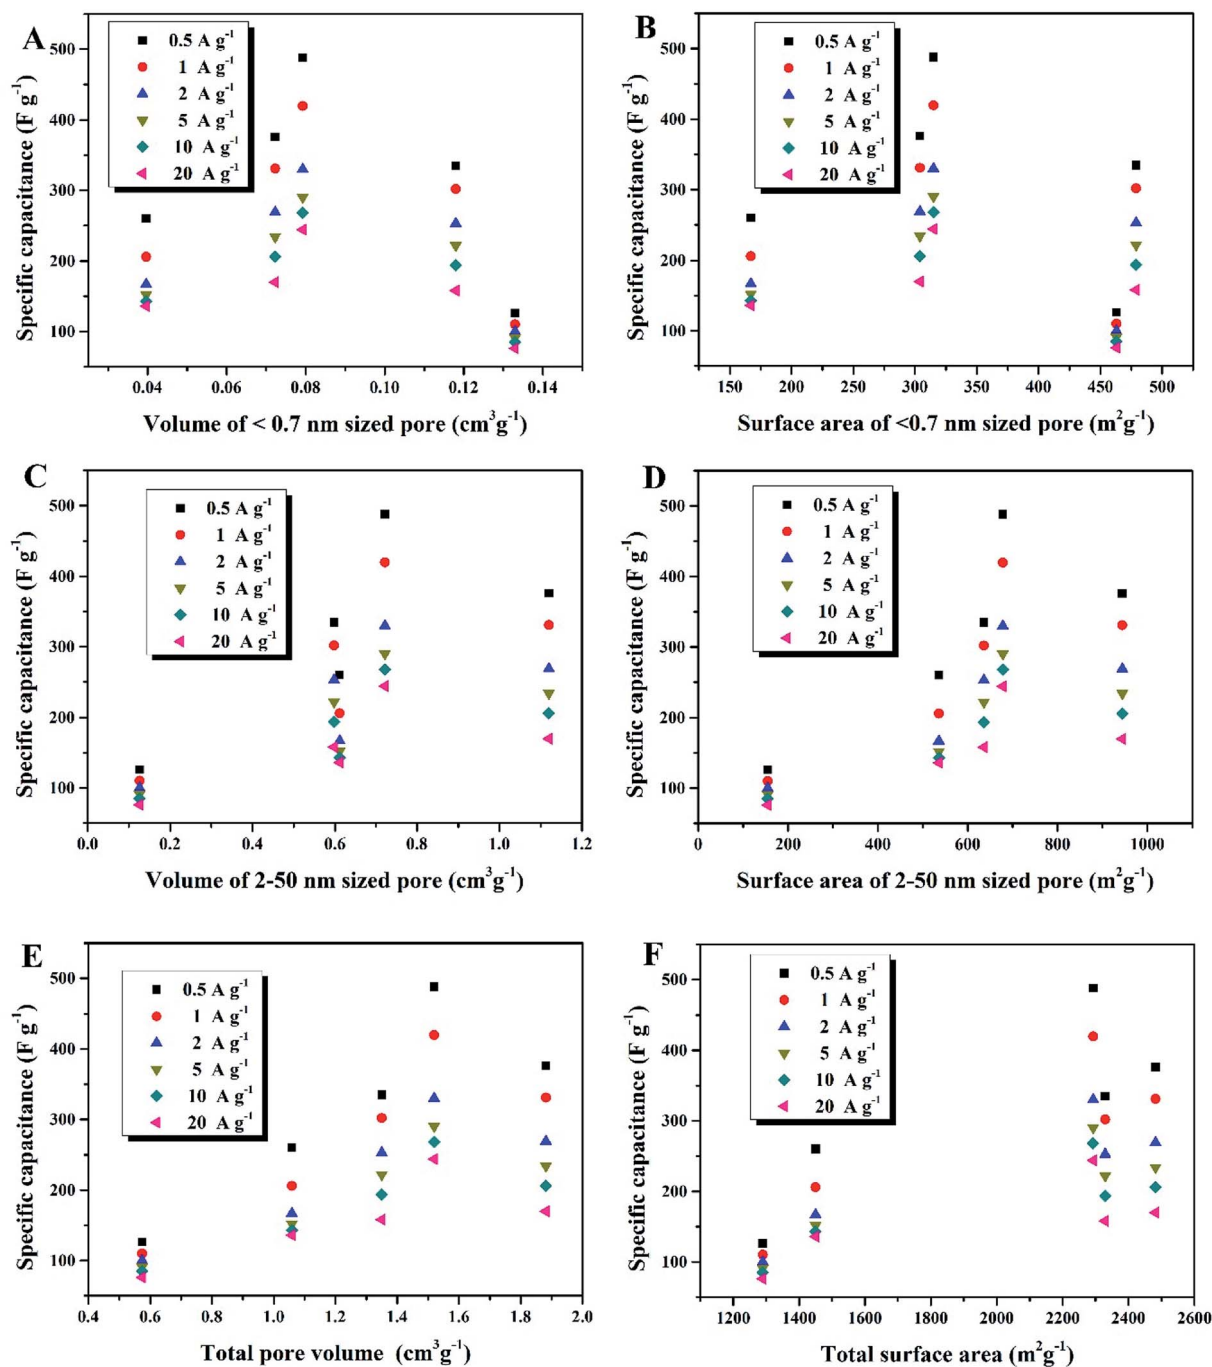 A
0.5 A g⁻¹
1 A g⁻¹
2 A g⁻¹
5 A g⁻¹
10 A g⁻¹
20 A g⁻¹
Specific capacitance (F g⁻¹)
500
400
300
200
100
0.04 0.06 0.08 0.10 0.12 0.14
Volume of < 0.7 nm sized pore (cm³g⁻¹)
B
0.5 A g⁻¹
1 A g⁻¹
2 A g⁻¹
5 A g⁻¹
10 A g⁻¹
20 A g⁻¹
Specific capacitance (F g⁻¹)
500
400
300
200
100
150 200 250 300 350 400 450 500
Surface area of <0.7 nm sized pore (m²g⁻¹)
C
0.5 A g⁻¹
1 A g⁻¹
2 A g⁻¹
5 A g⁻¹
10 A g⁻¹
20 A g⁻¹
Specific capacitance (F g⁻¹)
500
400
300
200
100
0.0 0.2 0.4 0.6 0.8 1.0 1.2
Volume of 2-50 nm sized pore (cm³g⁻¹)
D
0.5 A g⁻¹
1 A g⁻¹
2 A g⁻¹
5 A g⁻¹
10 A g⁻¹
20 A g⁻¹
Specific capacitance (F g⁻¹)
500
400
300
200
100
0 200 400 600 800 1000
Surface area of 2-50 nm sized pore (m²g⁻¹)
E
0.5 A g⁻¹
1 A g⁻¹
2 A g⁻¹
5 A g⁻¹
10 A g⁻¹
20 A g⁻¹
Specific capacitance (F g⁻¹)
500
400
300
200
100
0.4 0.6 0.8 1.0 1.2 1.4 1.6 1.8 2.0
Total pore volume (cm³g⁻¹)
F
0.5 A g⁻¹
1 A g⁻¹
2 A g⁻¹
5 A g⁻¹
10 A g⁻¹
20 A g⁻¹
Specific capacitance (F g⁻¹)
500
400
300
200
100
1200 1400 1600 1800 2000 2200 2400 2600
Total surface area (m²g⁻¹)